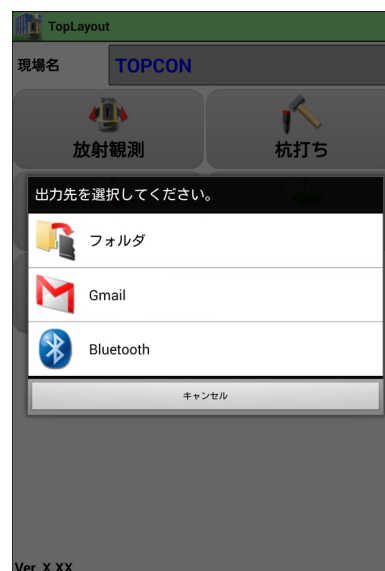 TopLayout
現場名 TOPCON
放射観測 杭打ち
出力先を選択してください。
フォルダ
Gmail
Bluetooth
キャンセル
Ver. X.XX